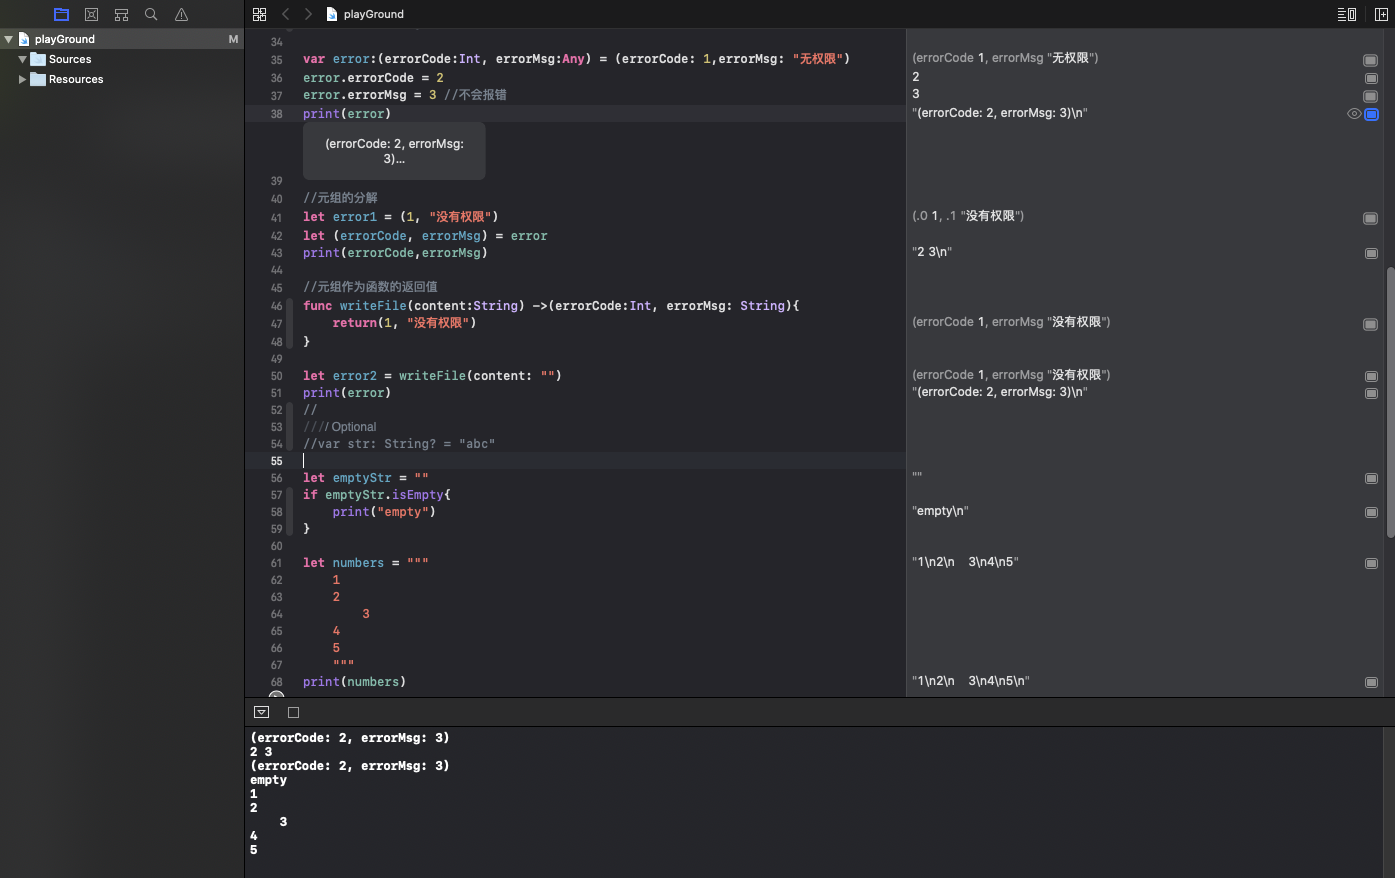 playGround
playGround M
Sources
Resources
34
35 var error:(errorCode:Int, errorMsg:Any) = (errorCode: 1,errorMsg: "无权限") (errorCode 1, errorMsg "无权限")
36 error.errorCode = 2 2
37 error.errorMsg = 3 //不会报错 3
38 print(error) "(errorCode: 2, errorMsg: 3)\n"
(errorCode: 2, errorMsg:
3)...
39
40 //元组的分解
41 let error1 = (1, "没有权限") (.0 1, .1 "没有权限")
42 let (errorCode, errorMsg) = error
43 print(errorCode,errorMsg) "2 3\n"
44
45 //元组作为函数的返回值
46 func writeFile(content:String) ->(errorCode:Int, errorMsg: String){
47 return(1, "没有权限") (errorCode 1, errorMsg "没有权限")
48 }
49
50 let error2 = writeFile(content: "") (errorCode 1, errorMsg "没有权限")
51 print(error) "(errorCode: 2, errorMsg: 3)\n"
52 //
53 //// Optional
54 //var str: String? = "abc"
55
56 let emptyStr = "" ""
57 if emptyStr.isEmpty{
58 print("empty") "empty\n"
59 }
60
61 let numbers = """ "1\n2\n    3\n4\n5"
62 1
63 2
64 3
65 4
66 5
67 """
68 print(numbers) "1\n2\n    3\n4\n5\n"
(errorCode: 2, errorMsg: 3)
2 3
(errorCode: 2, errorMsg: 3)
empty
1
2
3
4
5